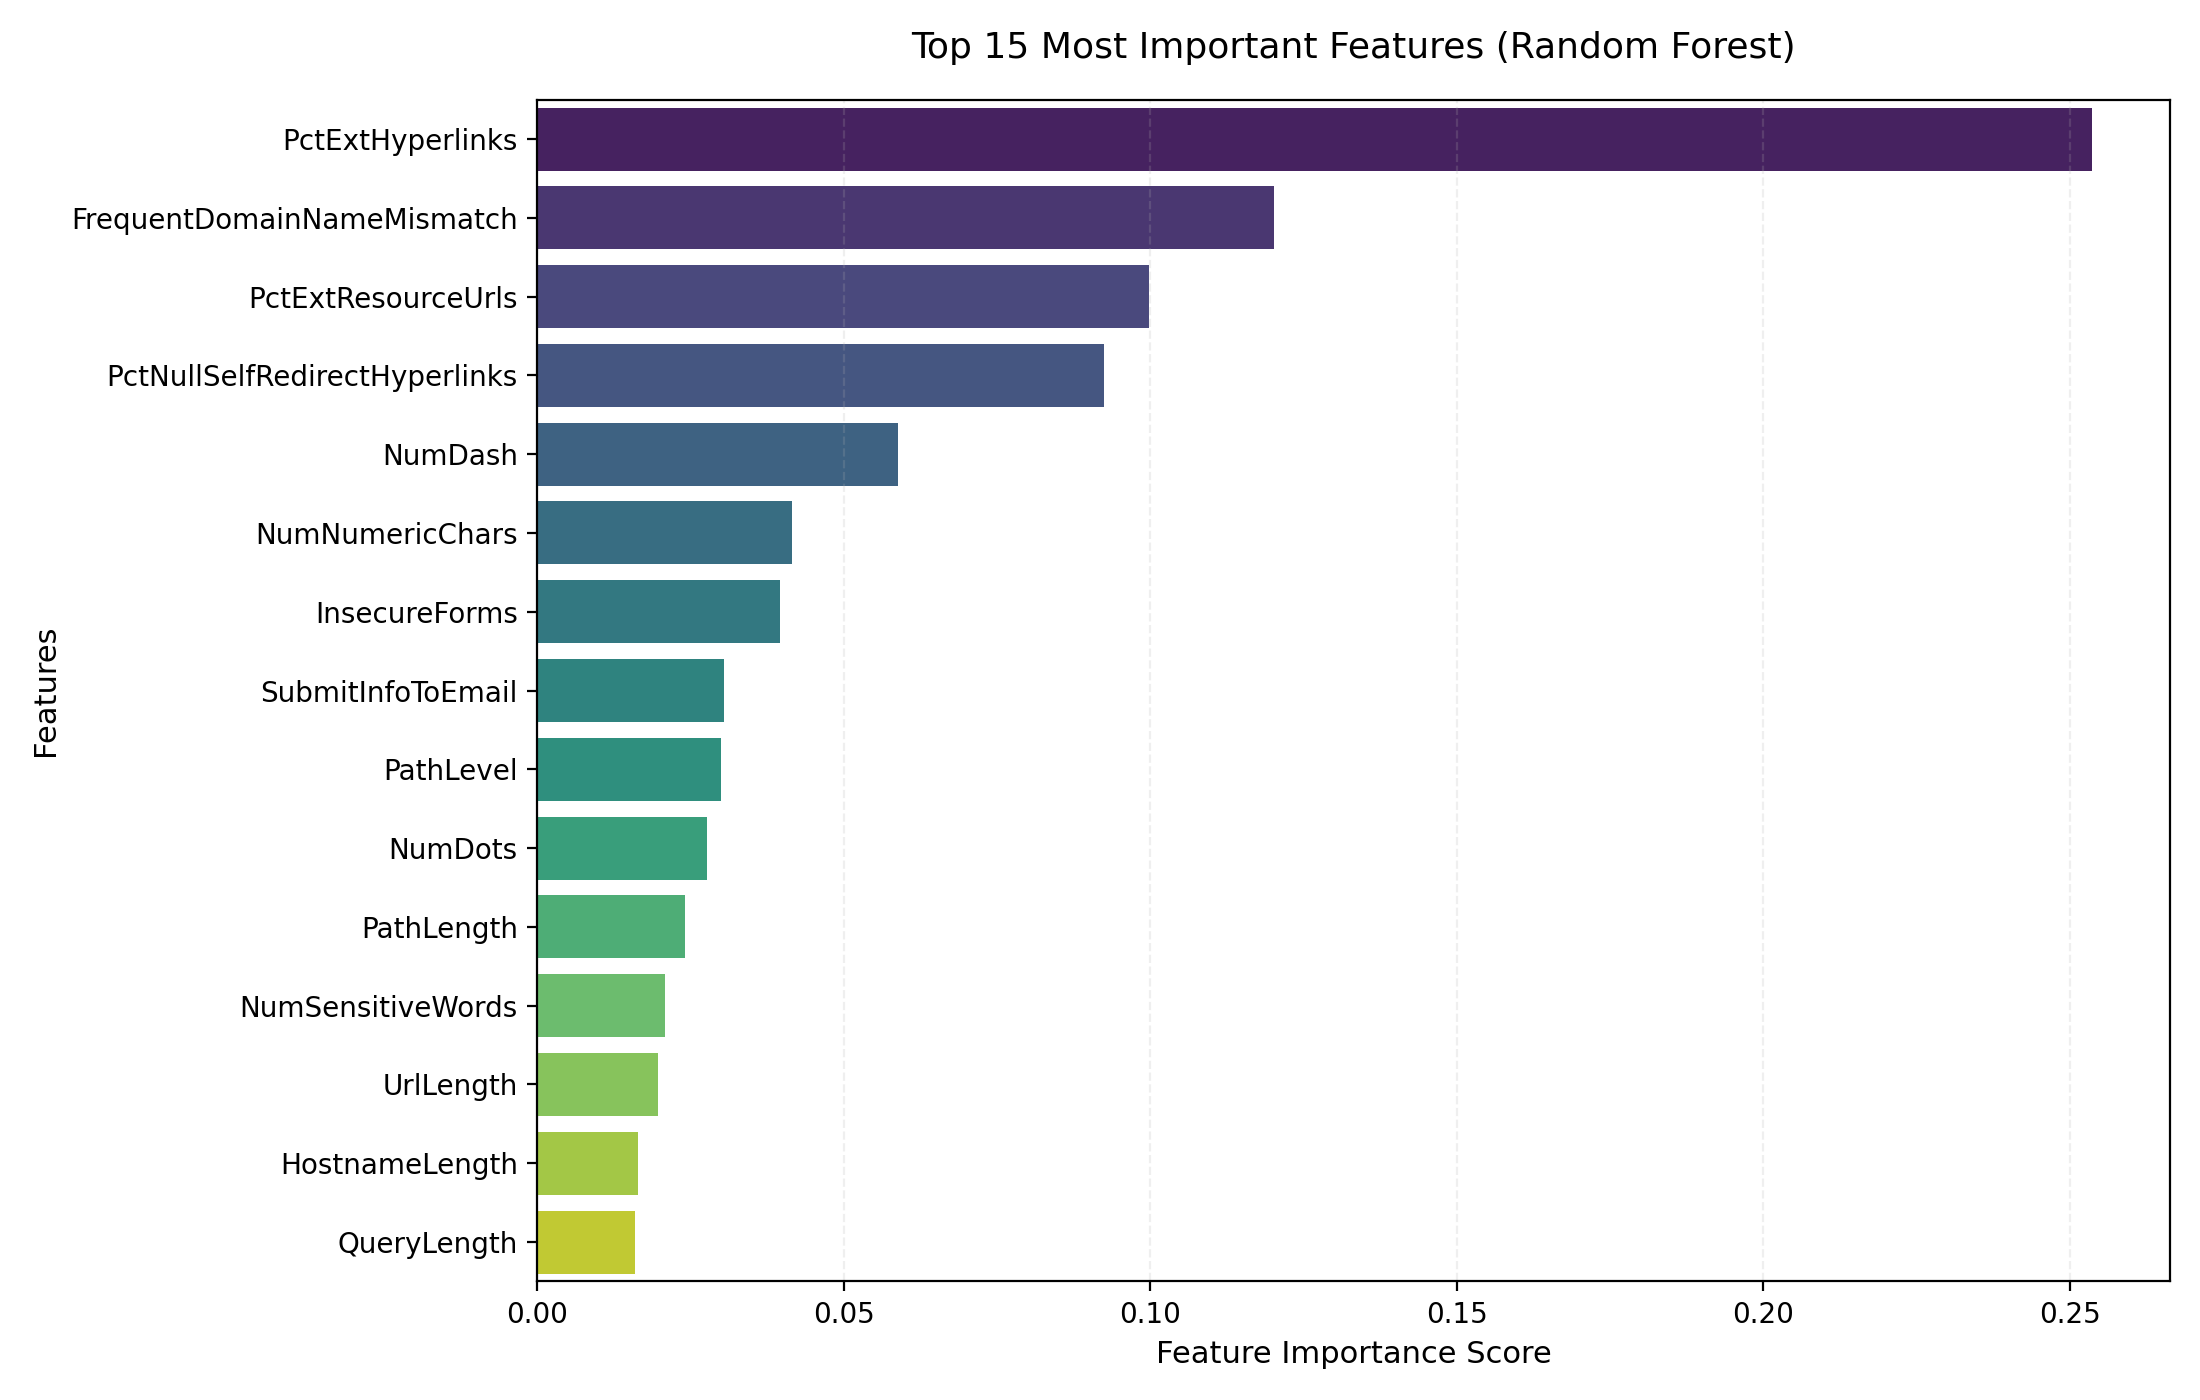 Top 15 Most Important Features (Random Forest)
PctExtHyperlinks
FrequentDomainNameMismatch
PctExtResourceUrls
PctNullSelfRedirectHyperlinks
NumDash
NumNumericChars
InsecureForms
SubmitInfoToEmail
PathLevel
NumDots
PathLength
NumSensitiveWords
UrlLength
HostnameLength
QueryLength
Features
0.00 0.05 0.10 0.15 0.20 0.25
Feature Importance Score